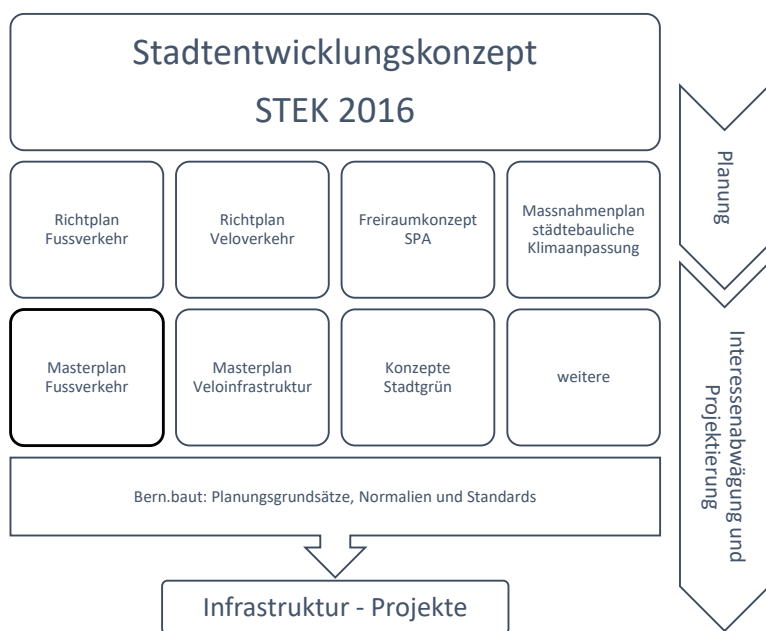 Stadtentwicklungskonzept
STEK 2016
Richtplan
Fussverkehr
Richtplan
Veloverkehr
Freiraumkonzept
SPA
Massnahmenplan
städtebauliche
Klimaanpassung
Masterplan
Fussverkehr
Masterplan
Veloinfrastruktur
Konzepte
Stadtgrün
weitere
Bern.baut: Planungsgrundsätze, Normalien und Standards
Infrastruktur - Projekte
Planung
Interessenabwägung und
Projektierung